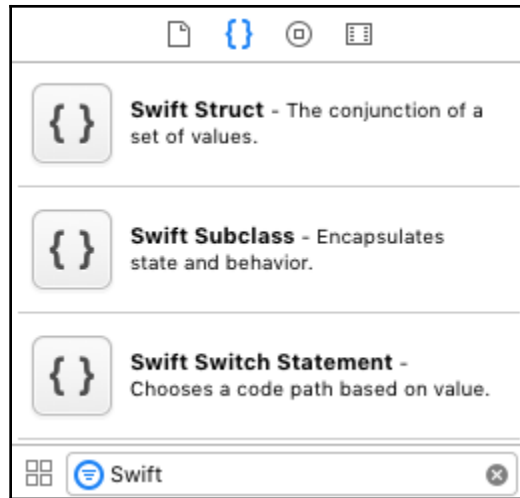 { }
{ }
Swift Struct - The conjunction of a
set of values.
{ }
Swift Subclass - Encapsulates
state and behavior.
{ }
Swift Switch Statement -
Chooses a code path based on value.
Swift